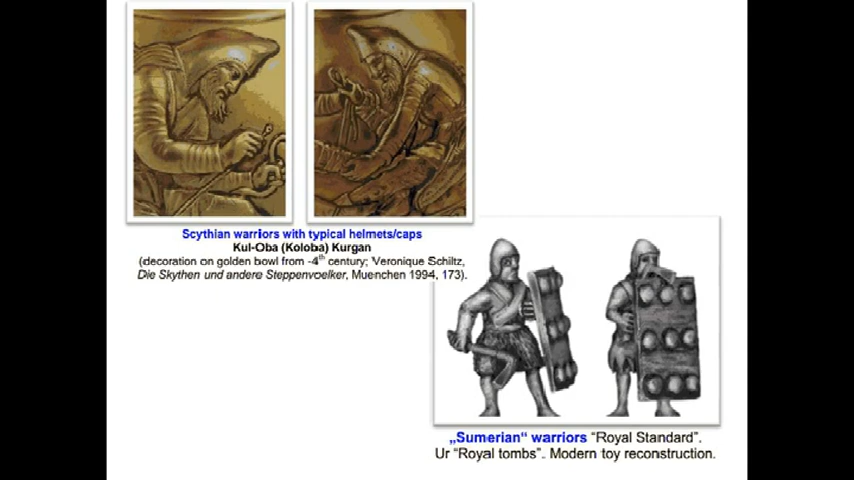 Scythian warriors with typical helmets/caps
Kul-Oba (Koloba) Kurgan
(decoration on golden bowl from -4th century; Veronique Schiltz,
Die Skythen und andere Steppenvoelker, Muenchen 1994, 173).
„Sumerian“ warriors “Royal Standard”.
Ur “Royal tombs”. Modern toy reconstruction.